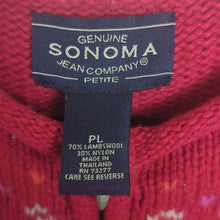 GENUINE
SONOMA
JEAN COMPANY®
PETITE
PL
70% LAMBSWOOL
30% NYLON
MADE IN
THAILAND
RN 73277
CARE SEE REVERSE